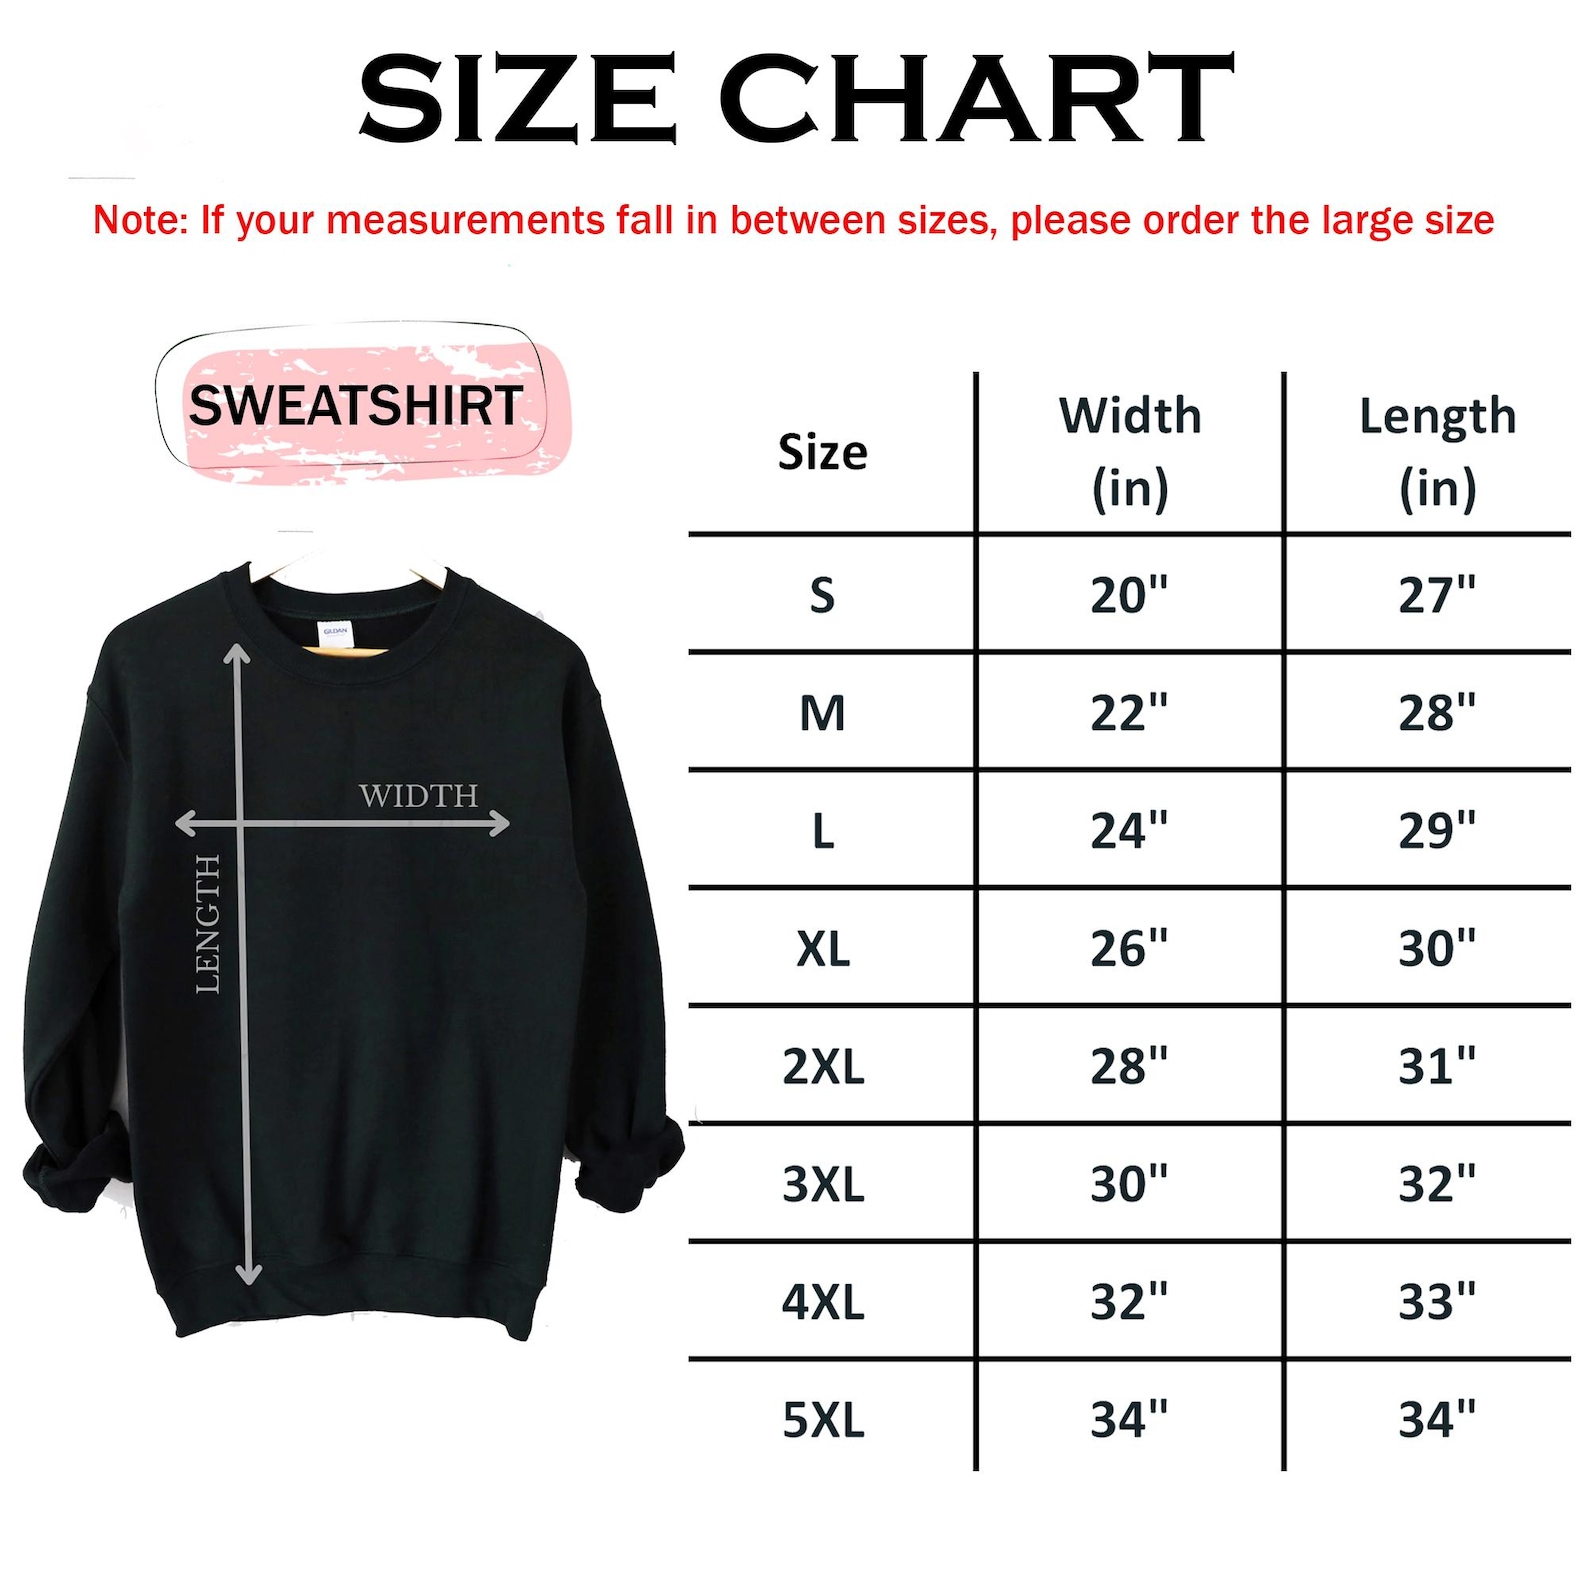 SIZE CHART
Note: If your measurements fall in between sizes, please order the large size
SWEATSHIRT
GILDAN
WIDTH
LENGTH
Size Width (in) Length (in)
S 20" 27"
M 22" 28"
L 24" 29"
XL 26" 30"
2XL 28" 31"
3XL 30" 32"
4XL 32" 33"
5XL 34" 34"